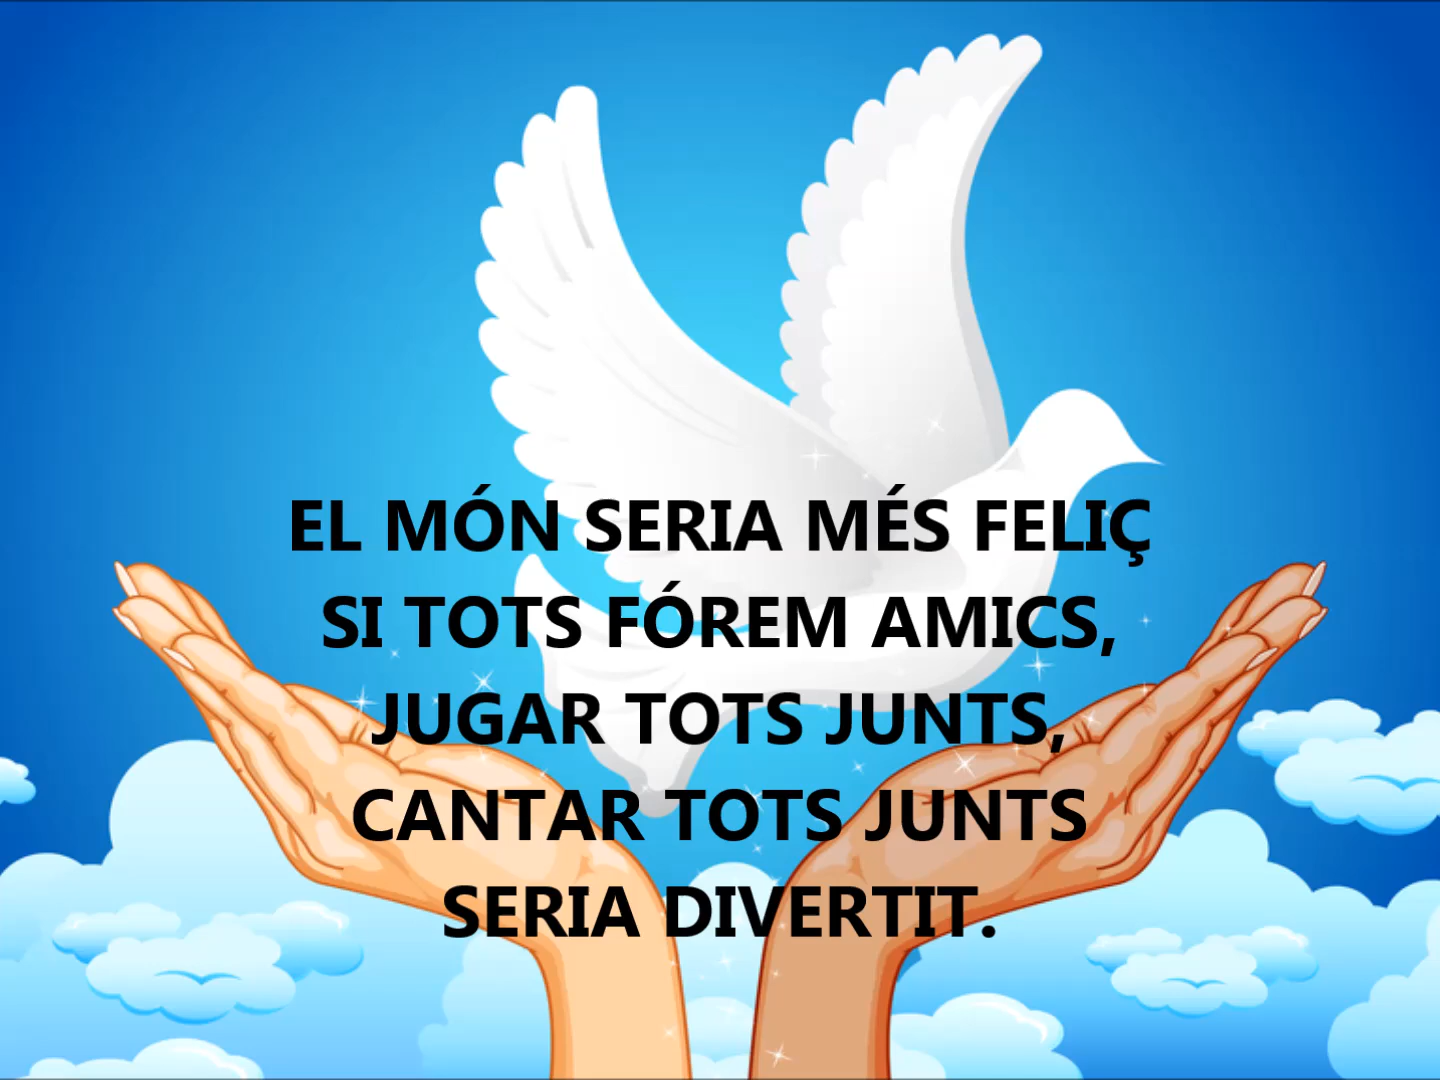 EL MÓN SERIA MÉS FELIÇ
SI TOTS FÓREM AMICS,
JUGAR TOTS JUNTS,
CANTAR TOTS JUNTS
SERIA DIVERTIT.